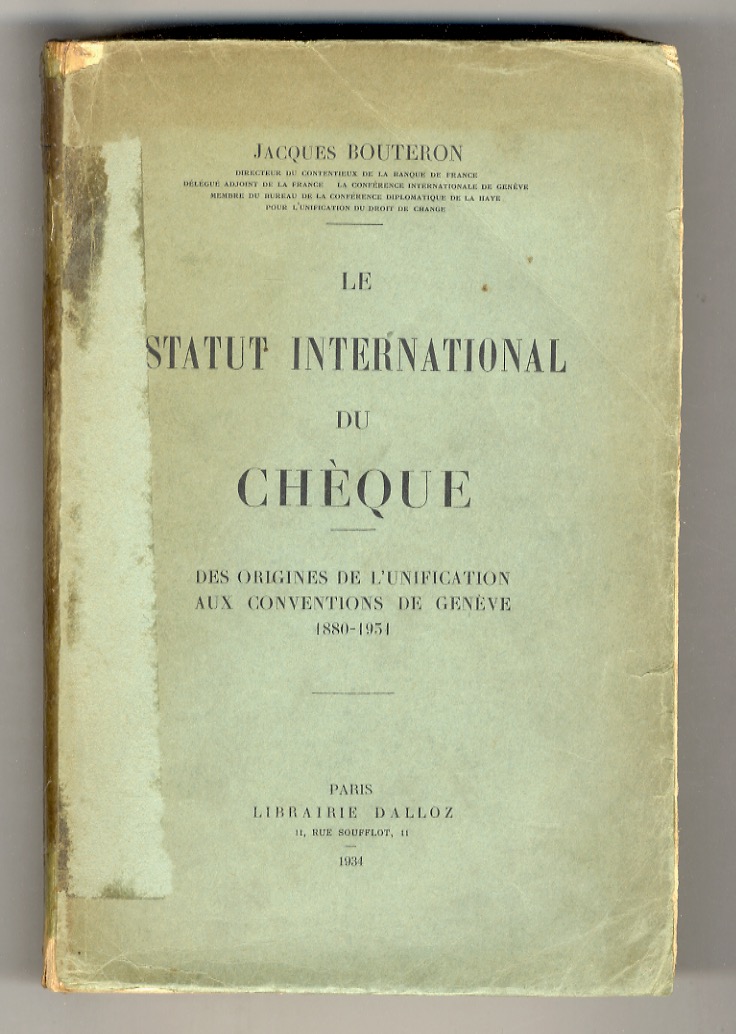 JACQUES BOUTERON
DIRECTEUR DU CONTENTIEUX DE LA BANQUE DE FRANCE
DÉLÉGUÉ ADJOINT DE LA FRANCE LA CONFÉRENCE INTERNATIONALE DE GENÈVE
MEMBRE DU BUREAU DE LA CONFÉRENCE DIPLOMATIQUE DE LA HAYE
POUR L'UNIFICATION DU DROIT DE CHANGE
LE
STATUT INTERNATIONAL
DU
CHÈQUE
DES ORIGINES DE L'UNIFICATION
AUX CONVENTIONS DE GENÈVE
1880-1931
PARIS
LIBRAIRIE DALLOZ
11, RUE SOUFFLOT, 11
1934